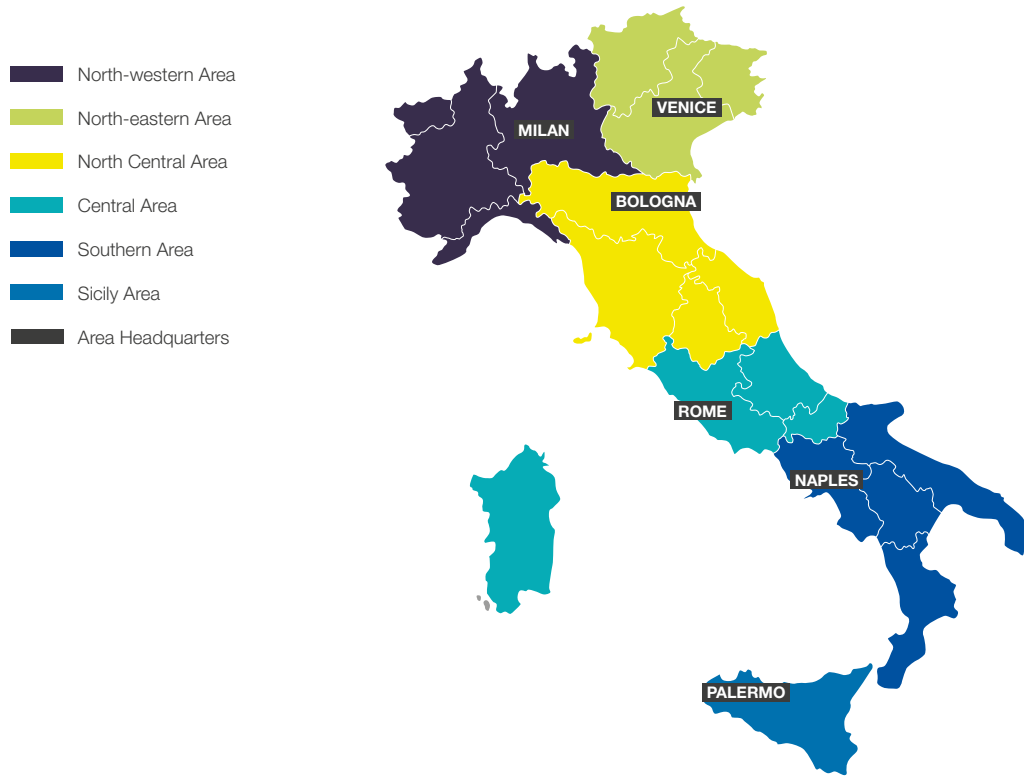 North-western Area
North-eastern Area
North Central Area
Central Area
Southern Area
Sicily Area
Area Headquarters
VENICE
MILAN
BOLOGNA
ROME
NAPLES
PALERMO